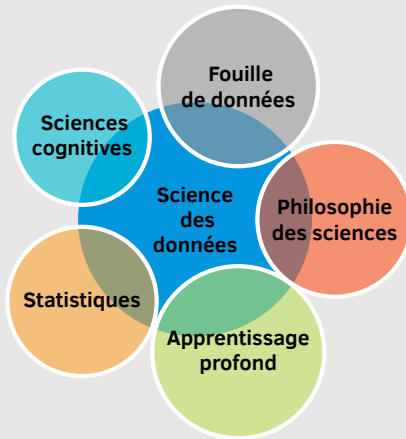 Fouille
de données
Sciences
cognitives
Science
des
données
Philosophie
des sciences
Statistiques
Apprentissage
profond